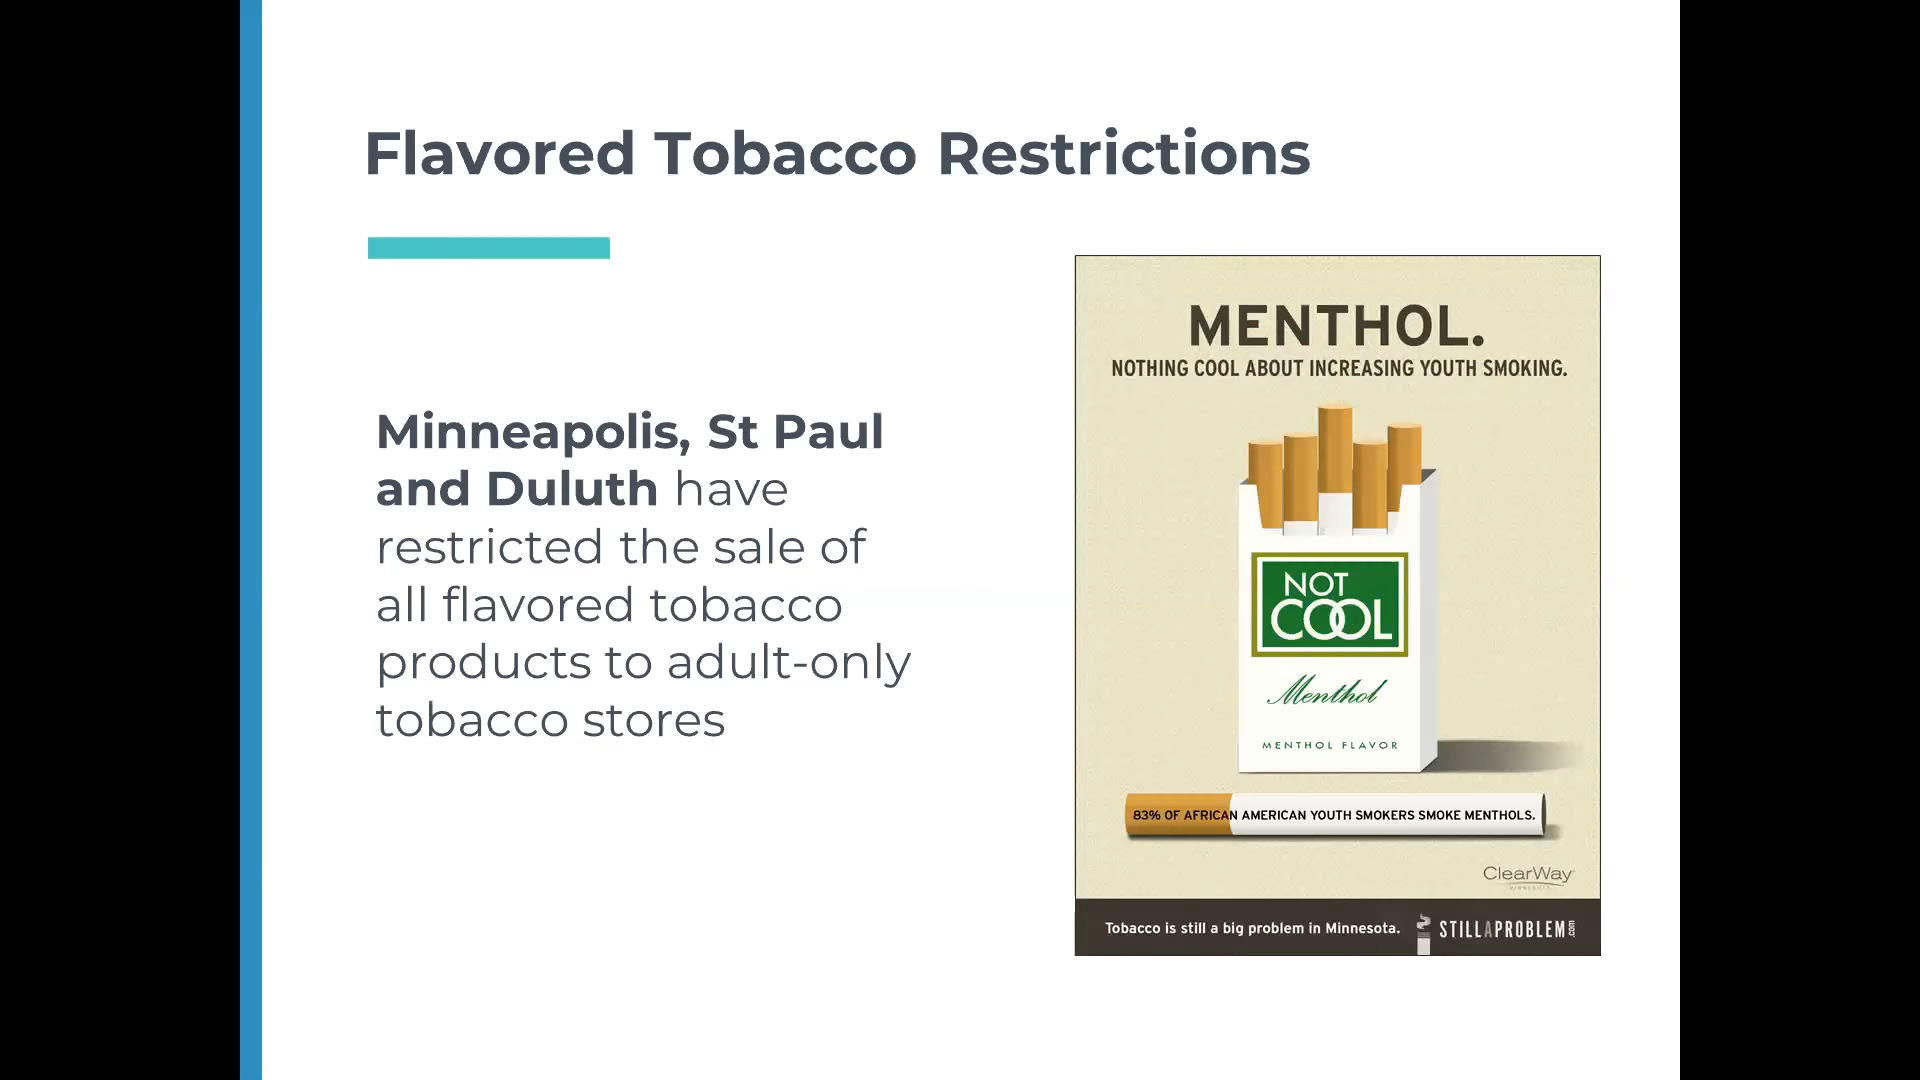 Flavored Tobacco Restrictions
Minneapolis, St Paul
and Duluth have
restricted the sale of
all flavored tobacco
products to adult-only
tobacco stores
MENTHOL.
NOTHING COOL ABOUT INCREASING YOUTH SMOKING.
NOT
COOL
Menthol
MENTHOL FLAVOR
83% OF AFRICAN AMERICAN YOUTH SMOKERS SMOKE MENTHOLS.
ClearWay
MINNESOTA
Tobacco is still a big problem in Minnesota.
STILLAPROBLEM.com